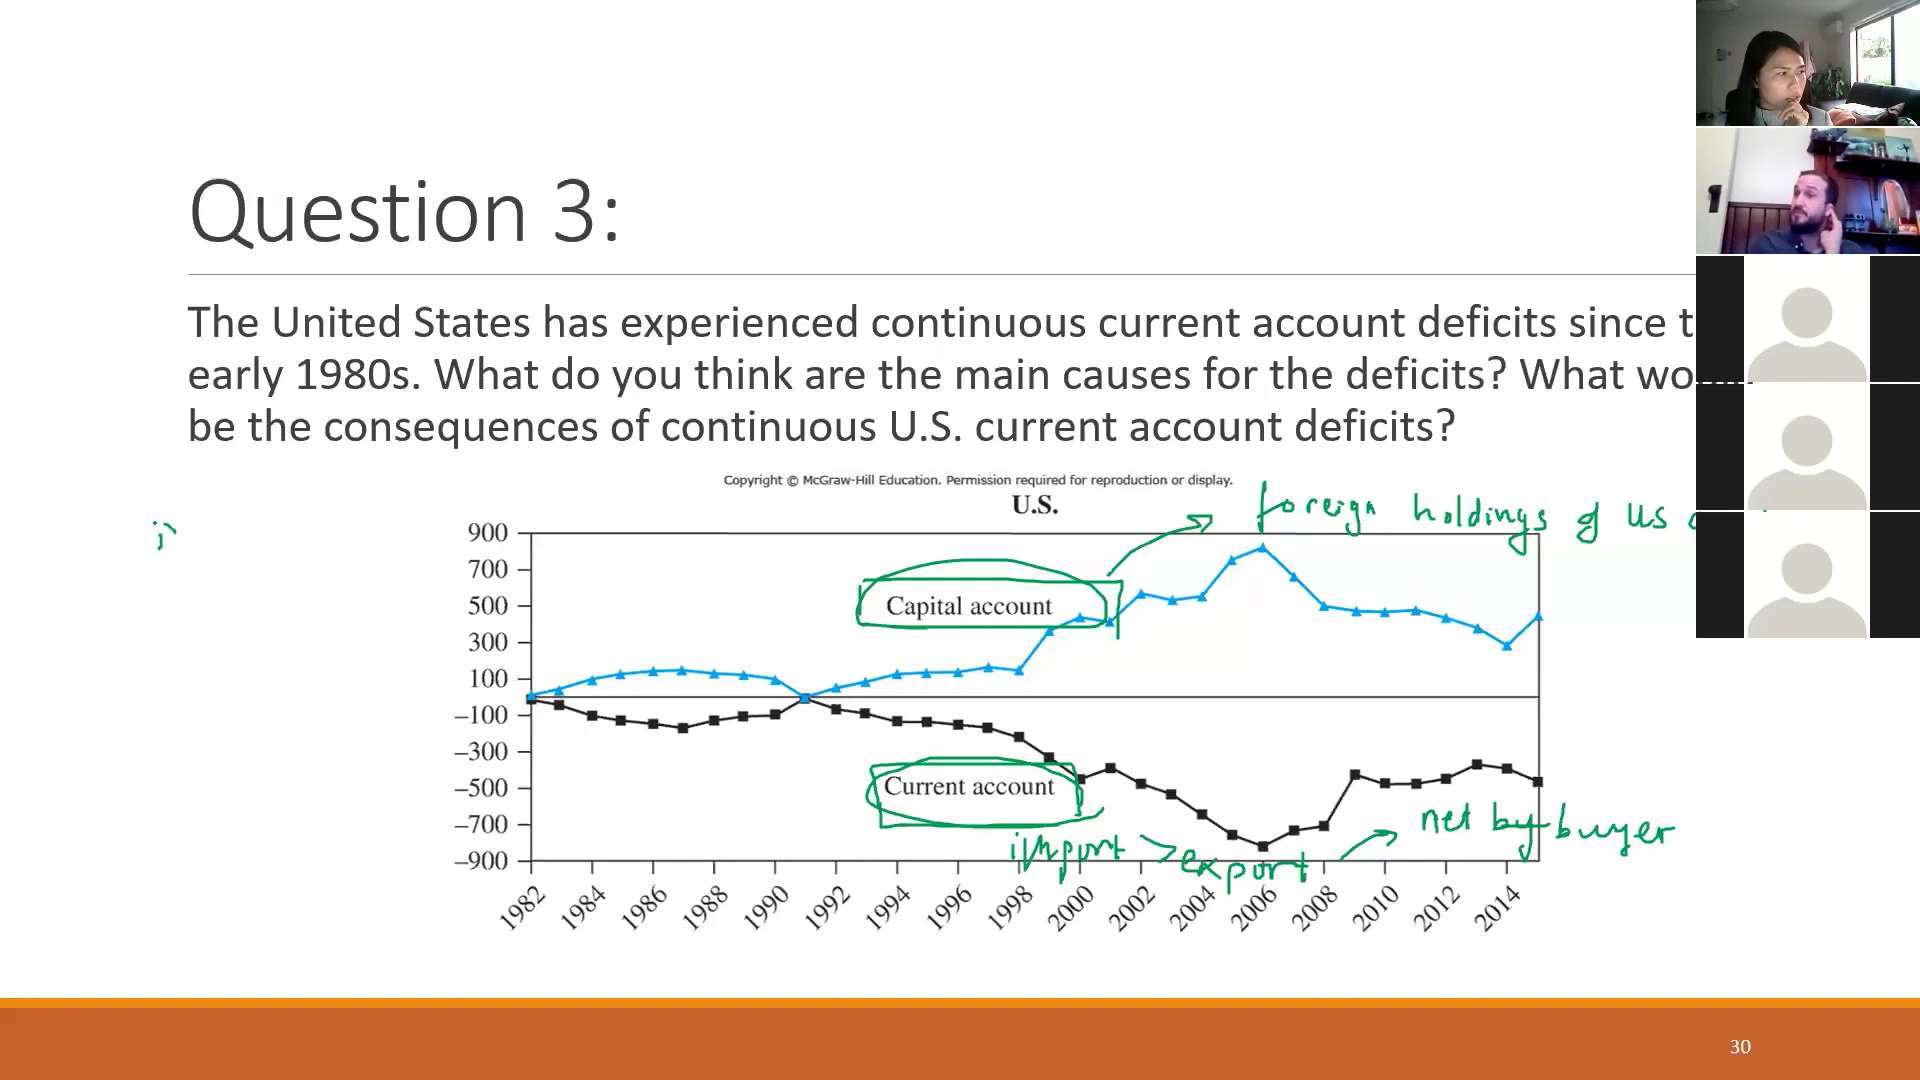 Question 3:
The United States has experienced continuous current account deficits since
early 1980s. What do you think are the main causes for the deficits? What
be the consequences of continuous U.S. current account deficits?
Copyright © McGraw-Hill Education. Permission required for reproduction or display.
U.S.
foreign holdings of US
i)
900
700
500
300
100
–100
–300
–500
–700
–900
Capital account
Current account
import > export
net buyer
1982 1984 1986 1988 1990 1992 1994 1996 1998 2000 2002 2004 2006 2008 2010 2012 2014
30